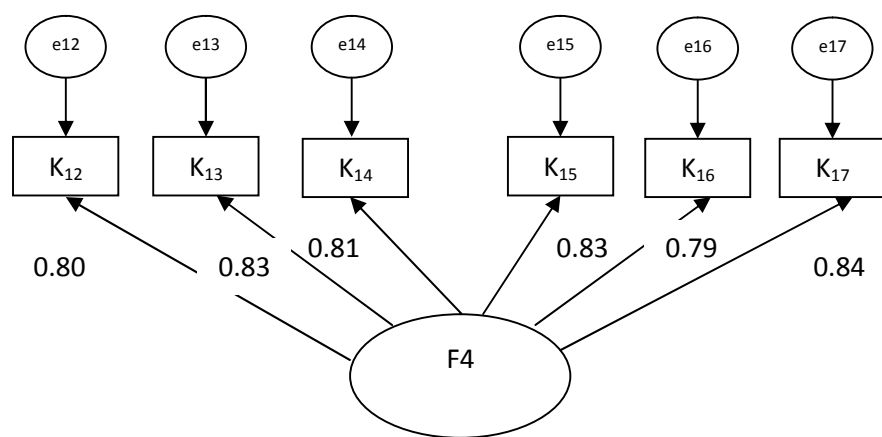 e12 e13 e14 e15 e16 e17
K₁₂ K₁₃ K₁₄ K₁₅ K₁₆ K₁₇
0.80 0.83 0.81 0.83 0.79 0.84
F4